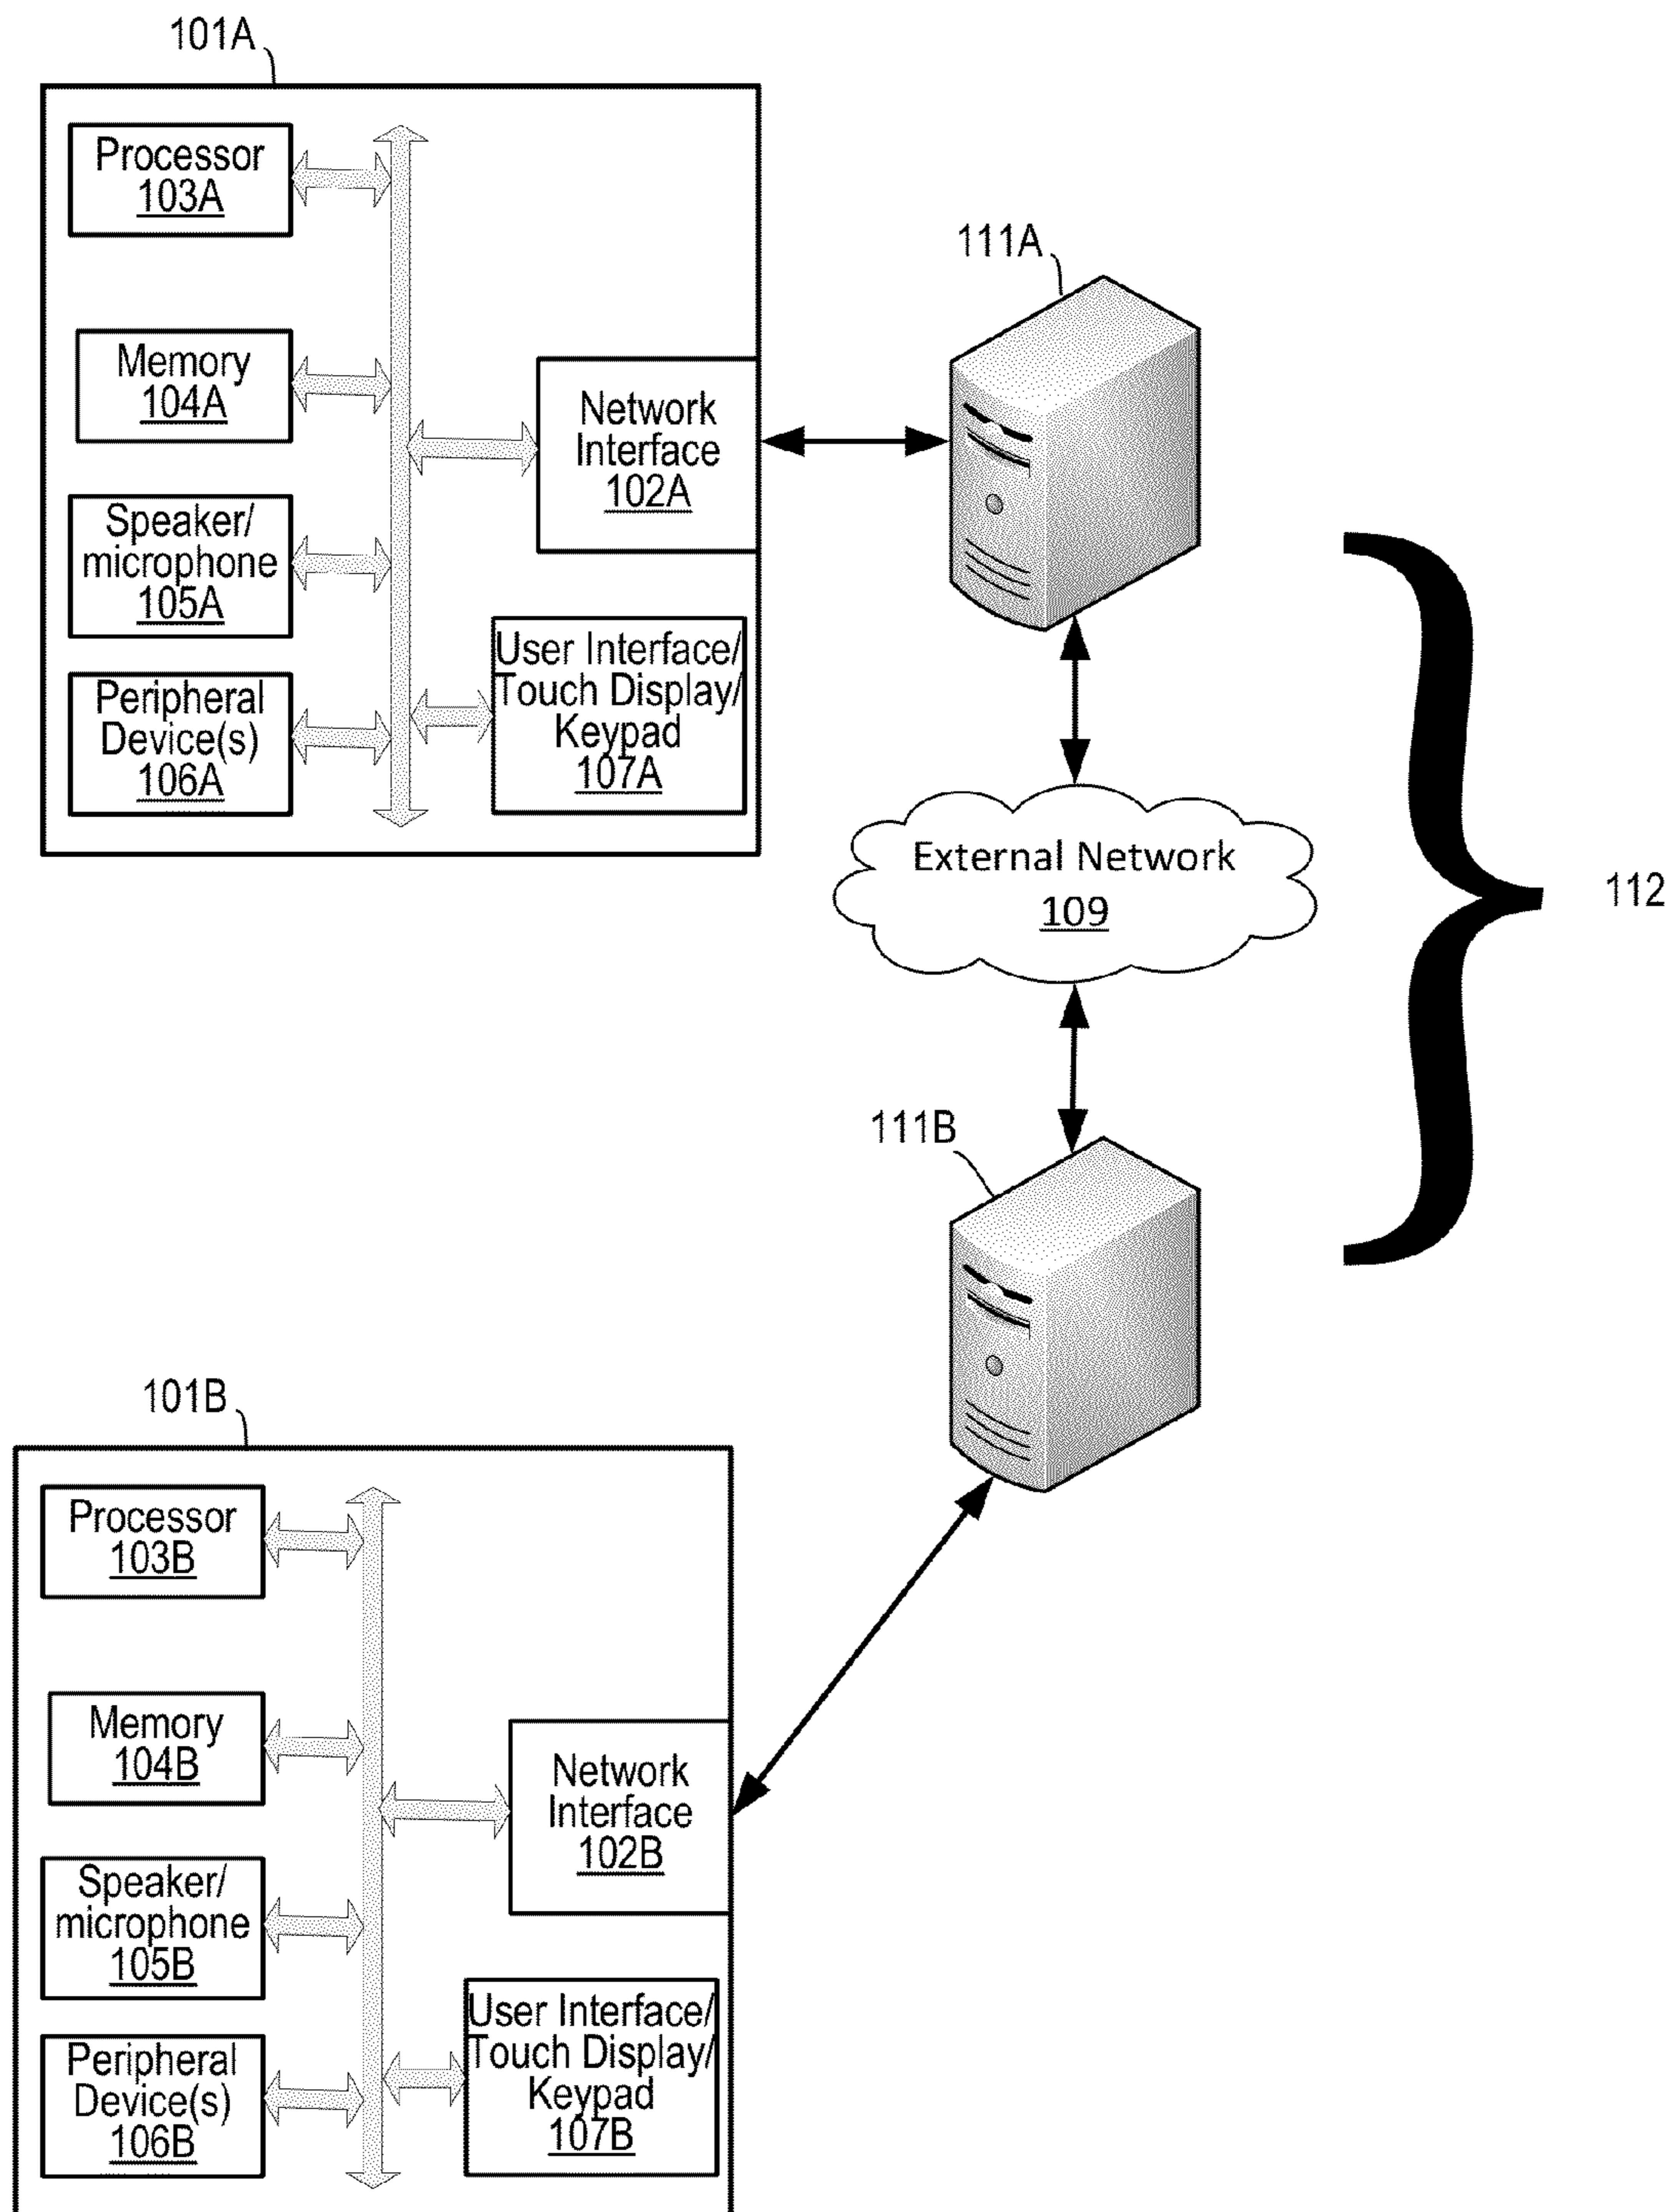 101A
Processor
103A
Memory
104A
Speaker/
microphone
105A
Peripheral
Device(s)
106A
Network
Interface
102A
User Interface/
Touch Display/
Keypad
107A
111A
External Network
109
112
111B
101B
Processor
103B
Memory
104B
Speaker/
microphone
105B
Peripheral
Device(s)
106B
Network
Interface
102B
User Interface/
Touch Display/
Keypad
107B